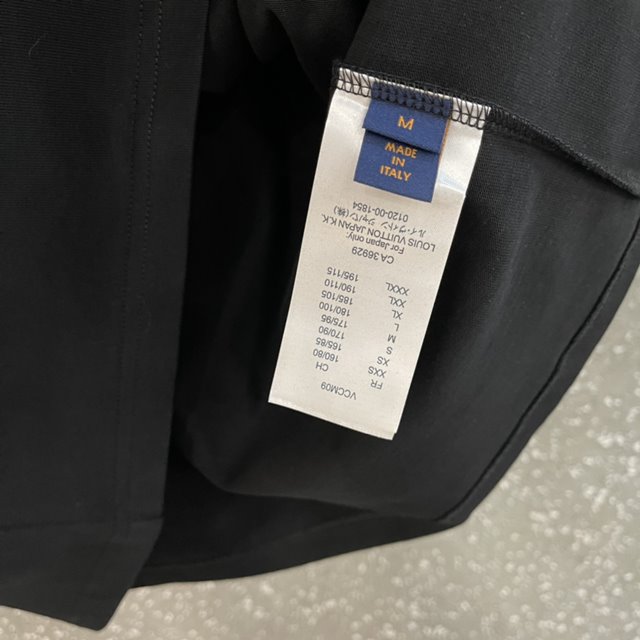 M
MADE
IN
ITALY
VCCM09
FR CH
XXS 160/80
XS 165/85
S 170/90
M 175/95
L 180/100
XL 185/105
XXL 190/110
XXXL 195/115
CA36929
For Japan only:
LOUIS VUITTON JAPAN K.K.
ルイ・ヴィトン ジャパン(株)
0120-00-1854